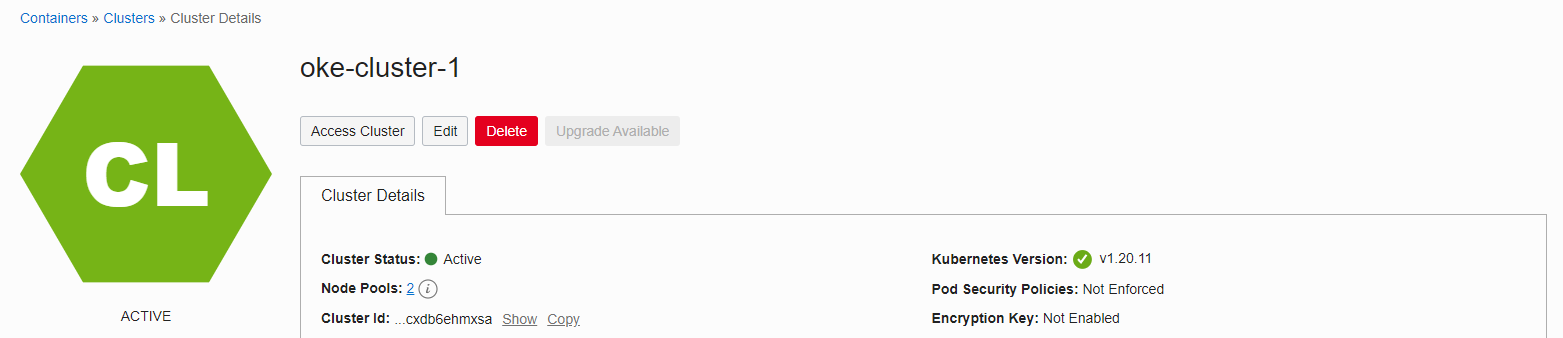 Containers » Clusters » Cluster Details
CL
ACTIVE
oke-cluster-1
Access Cluster Edit Delete Upgrade Available
Cluster Details
Cluster Status: Active
Node Pools: 2 i
Cluster Id: ...cxdb6ehmxsa Show Copy
Kubernetes Version: v1.20.11
Pod Security Policies: Not Enforced
Encryption Key: Not Enabled